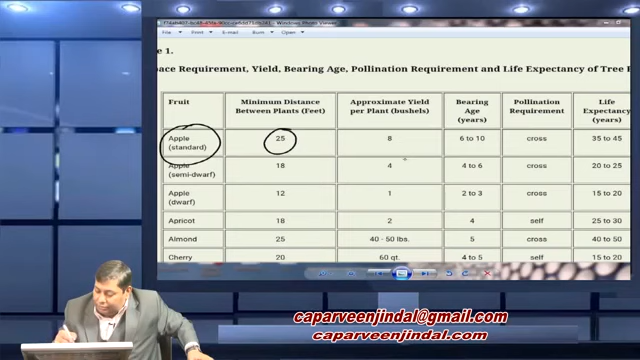 Windows Photo Viewer
File Print E-mail Burn Open
e 1.
pace Requirement, Yield, Bearing Age, Pollination Requirement and Life Expectancy of Tree
Fruit Minimum Distance Between Plants (Feet) Approximate Yield per Plant (bushels) Bearing Age (years) Pollination Requirement Life Expectancy (years)
Apple (standard) 25 8 6 to 10 cross 35 to 45
Apple (semi-dwarf) 18 4 4 to 6 cross 20 to 25
Apple (dwarf) 12 1 2 to 3 cross 15 to 20
Apricot 18 2 4 self 25 to 30
Almond 25 40 - 50 lbs. 5 cross 40 to 50
Cherry 20 60 qt. 4 to 5 self 15 to 20
caparveenjindal@gmail.com
caparveenjindal.com